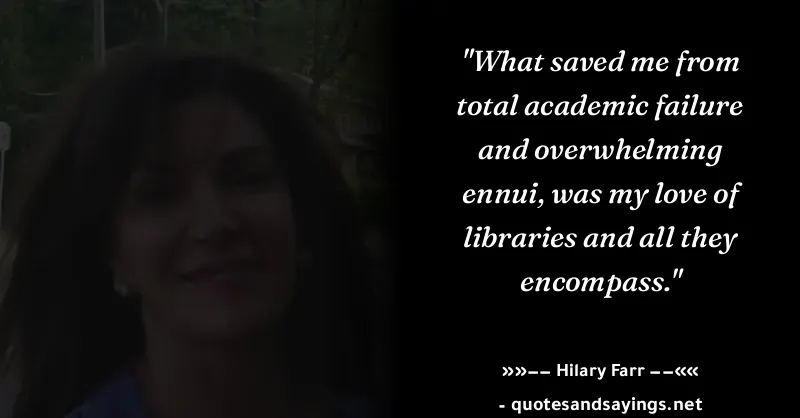 "What saved me from
total academic failure
and overwhelming
ennui, was my love of
libraries and all they
encompass."
»»–– Hilary Farr ––««
- quotesandsayings.net